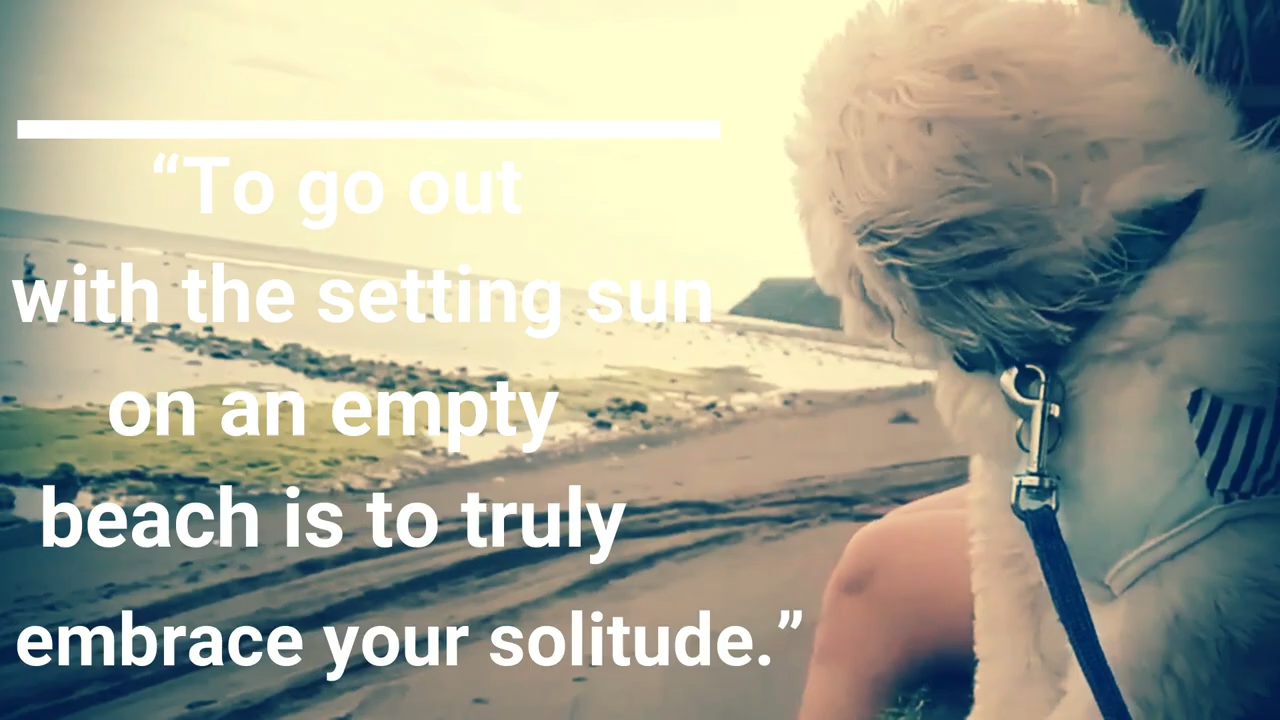 “To go out
with the setting sun
on an empty
beach is to truly
embrace your solitude.”